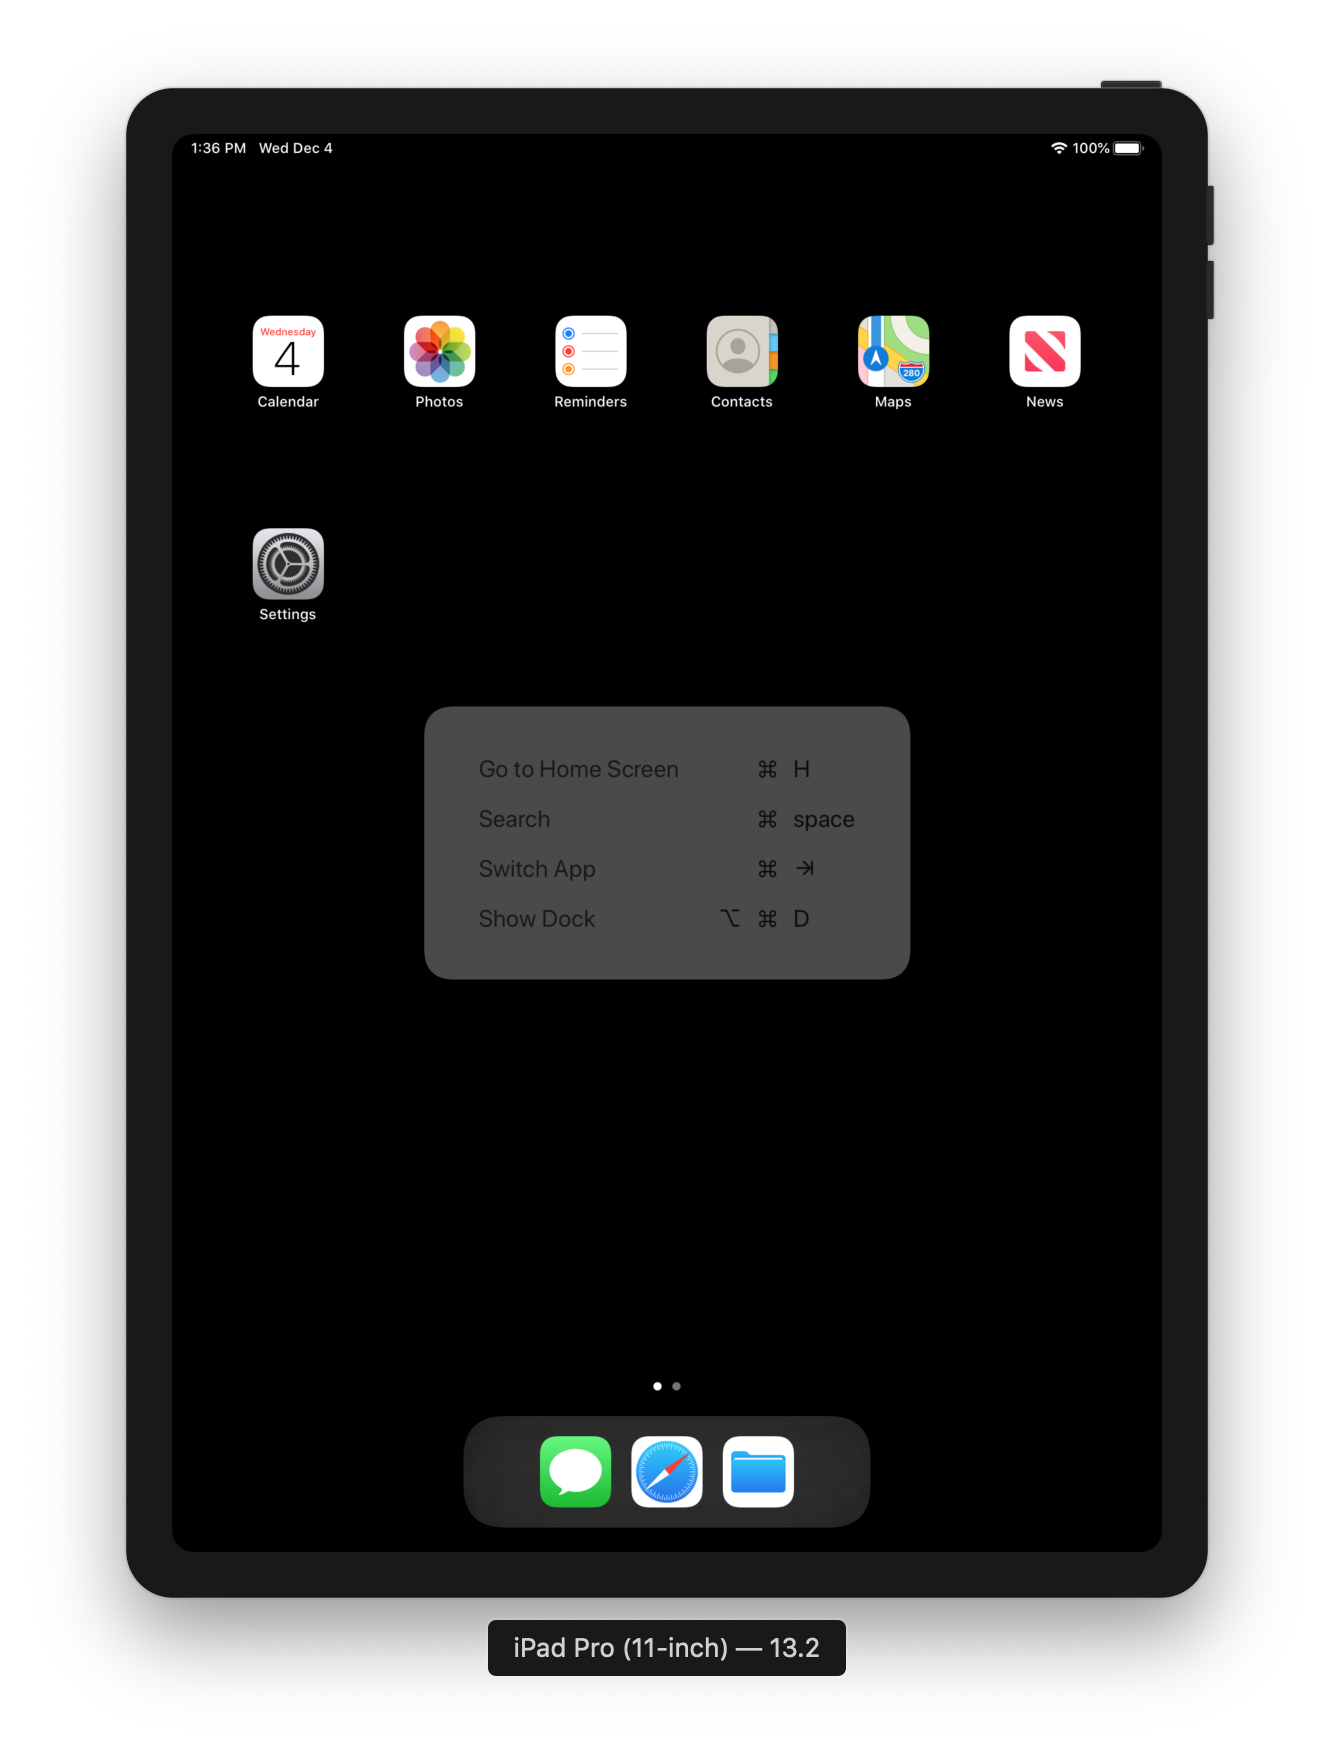 1:36 PM Wed Dec 4 100%
Wednesday
4
280
Calendar Photos Reminders Contacts Maps News
Settings
Go to Home Screen ⌘ H
Search ⌘ space
Switch App ⌘ ⇥
Show Dock ⌥ ⌘ D
iPad Pro (11-inch) — 13.2